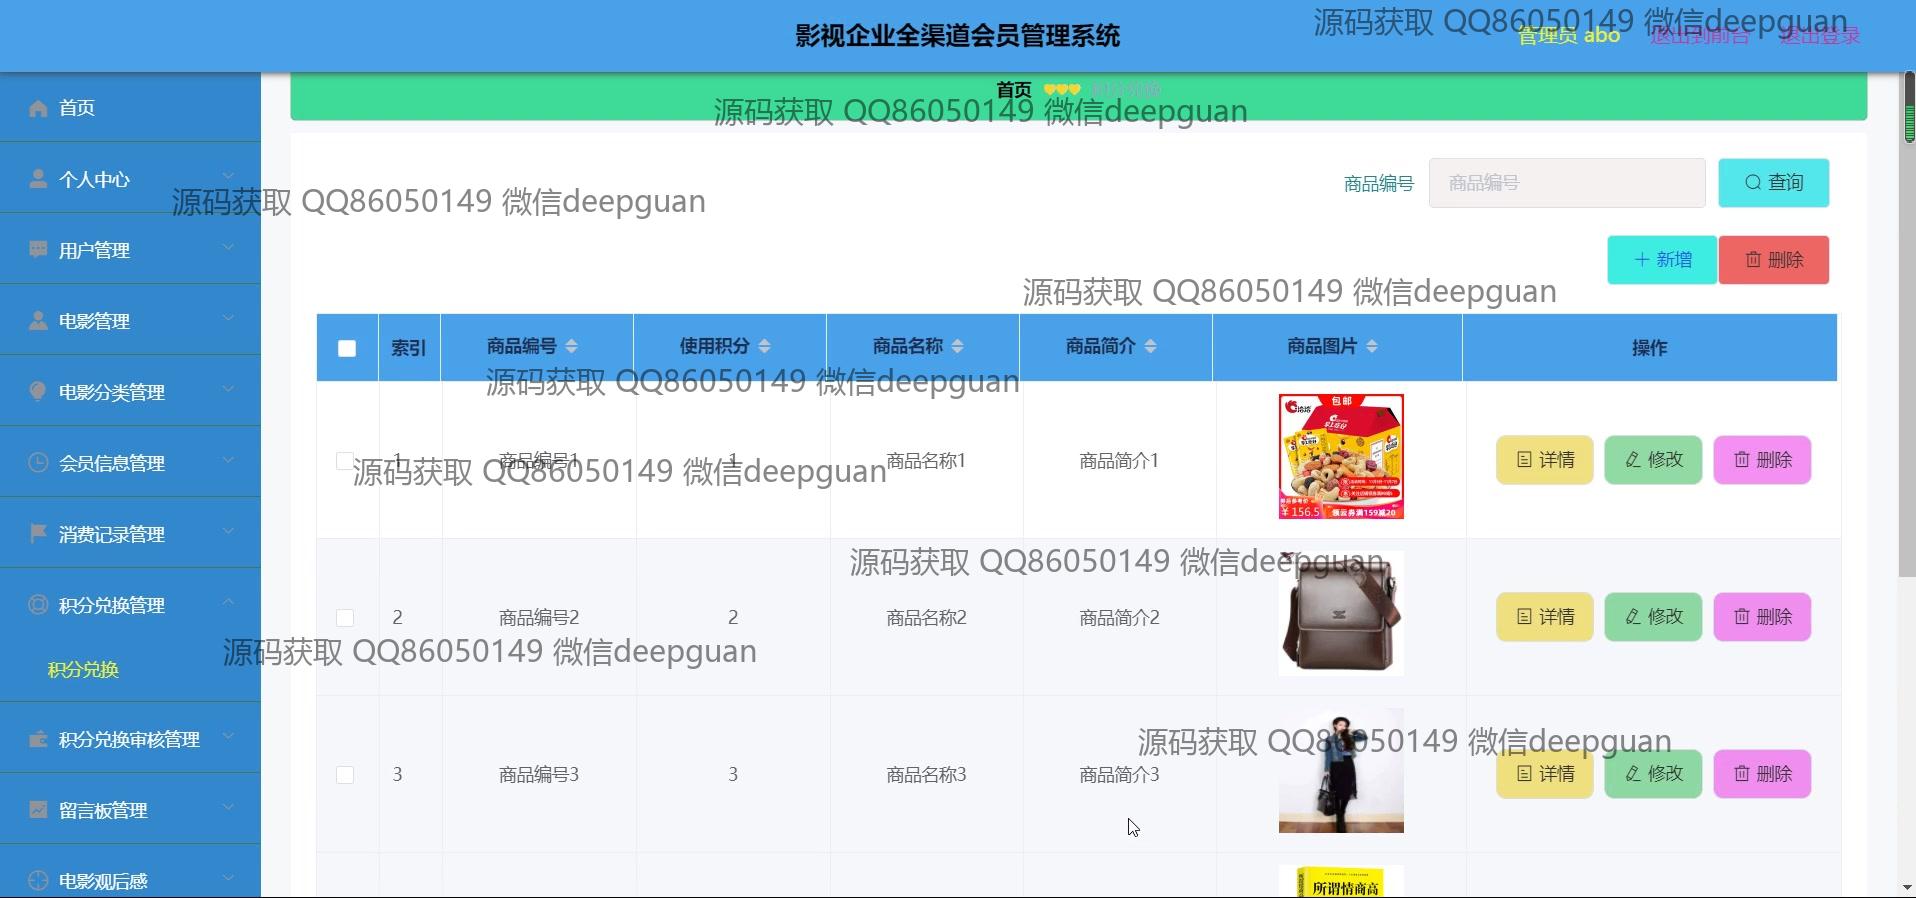 影视企业全渠道会员管理系统
源码获取 QQ86050149 微信deepguan
管理员 abo
退出到前台
退出登录
首页
源码获取 QQ86050149 微信deepguan
首页
个人中心
用户管理
电影管理
电影分类管理
会员信息管理
消费记录管理
积分兑换管理
积分兑换
积分兑换审核管理
留言板管理
电影观后感
源码获取 QQ86050149 微信deepguan
商品编号 商品编号 查询
新增 删除
源码获取 QQ86050149 微信deepguan
索引 商品编号 使用积分 商品名称 商品简介 商品图片 操作
源码获取 QQ86050149 微信deepguan
包邮
洽洽
¥ 156.5 领云券满159减20
1 商品编号1 1 商品名称1 商品简介1 详情 修改 删除
源码获取 QQ86050149 微信deepguan
源码获取 QQ86050149 微信deepguan
2 商品编号2 2 商品名称2 商品简介2 详情 修改 删除
源码获取 QQ86050149 微信deepguan
源码获取 QQ86050149 微信deepguan
3 商品编号3 3 商品名称3 商品简介3 详情 修改 删除
所谓情商高